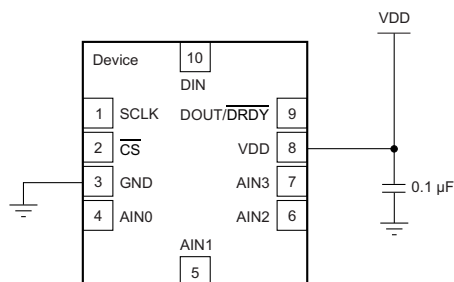 VDD
Device
10
DIN
1 SCLK
DOUT/DRDY 9
2 CS
VDD 8
3 GND
AIN3 7
0.1 µF
4 AIN0
AIN2 6
AIN1
5